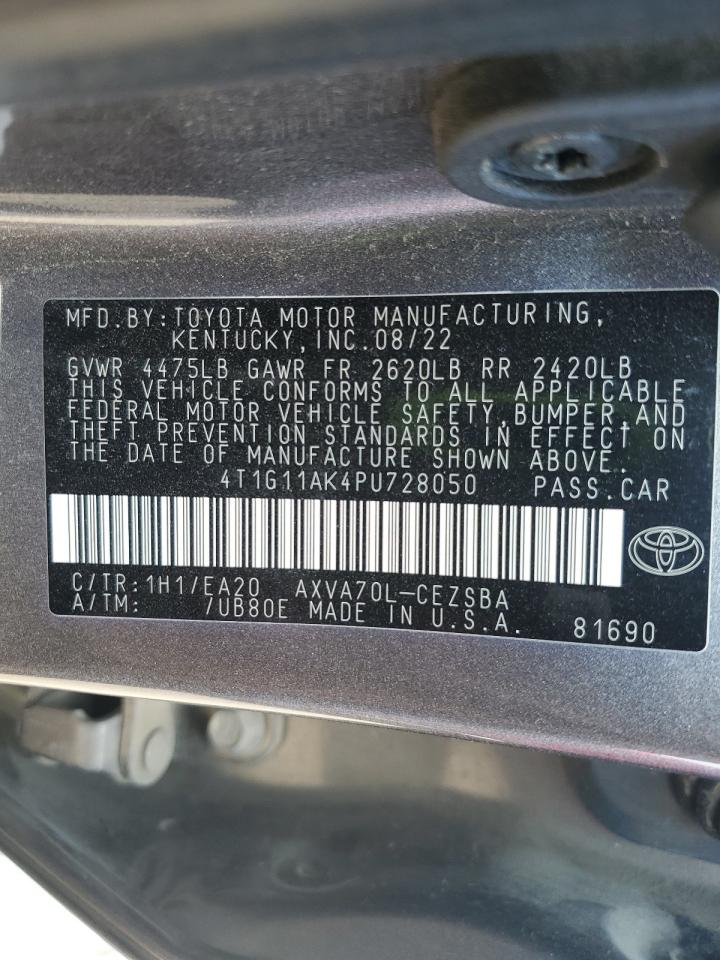 MFD.BY:TOYOTA MOTOR MANUFACTURING,
KENTUCKY,INC.08/22
GVWR 4475LB GAWR FR 2620LB RR 2420LB
THIS VEHICLE CONFORMS TO ALL APPLICABLE
FEDERAL MOTOR VEHICLE SAFETY,BUMPER,AND
THEFT PREVENTION STANDARDS IN EFFECT ON
THE DATE OF MANUFACTURE SHOWN ABOVE.
4T1G11AK4PU728050 PASS.CAR
C/TR:1H1/EA20 AXVA70L-CEZSBA
A/TM: 7UB80E MADE IN U.S.A. 81690